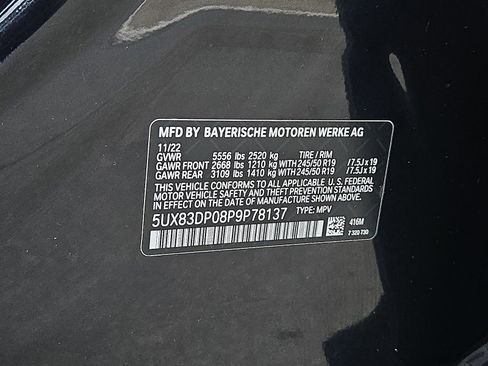 MFD BY BAYERISCHE MOTOREN WERKE AG
11/22
GVWR 5556 lbs 2520 kg TIRE / RIM
GAWR FRONT 2668 lbs 1210 kg WITH 245/50 R19 / 7.5J x 19
GAWR REAR 3109 lbs 1410 kg WITH 245/50 R19 / 7.5J x 19
THIS VEHICLE CONFORMS TO ALL APPLICABLE U.S. FEDERAL
MOTOR VEHICLE SAFETY AND THEFT PREVENTION STANDARDS
IN EFFECT ON THE DATE OF MANUFACTURE SHOWN ABOVE.
5UX83DP08P9P78137 TYPE: MPV
416M
7 320 730